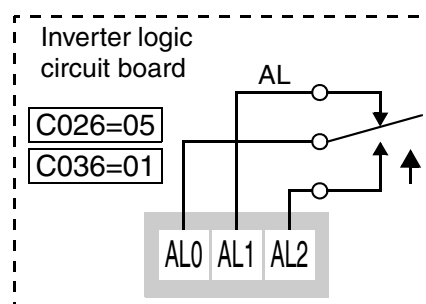 Inverter logic
circuit board
AL
C026=05
C036=01
AL0 AL1 AL2